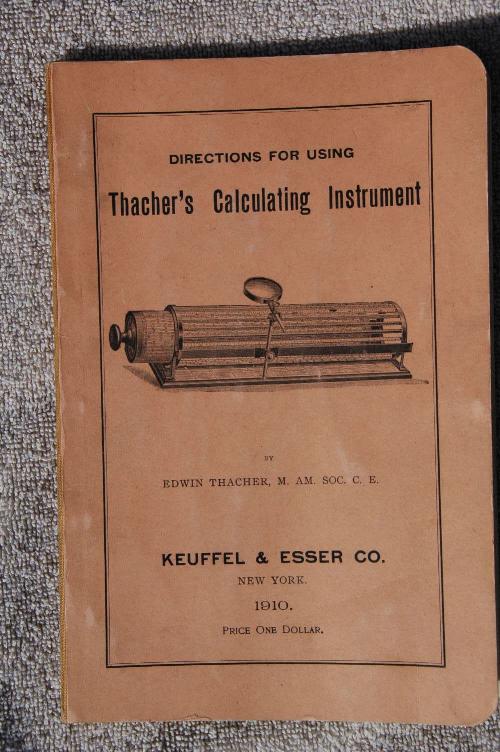 DIRECTIONS FOR USING
Thacher's Calculating Instrument
BY
EDWIN THACHER, M. AM. SOC. C. E.
KEUFFEL & ESSER CO.
NEW YORK.
1910.
PRICE ONE DOLLAR.